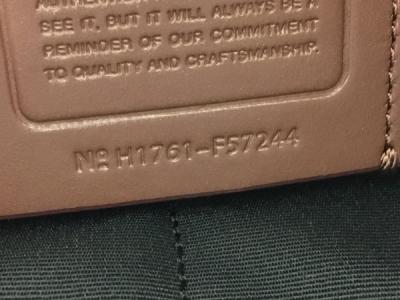 SEE IT, BUT IT WILL ALWAYS BE A
REMINDER OF OUR COMMITMENT
TO QUALITY AND CRAFTSMANSHIP.
No H1761-F57244